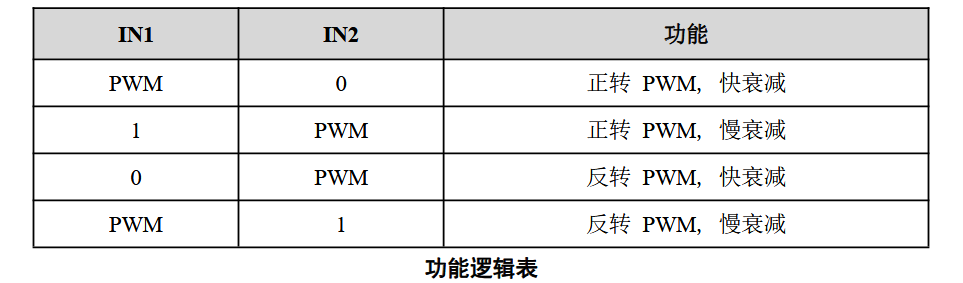 IN1 IN2 功能
PWM 0 正转 PWM, 快衰减
1 PWM 正转 PWM, 慢衰减
0 PWM 反转 PWM, 快衰减
PWM 1 反转 PWM, 慢衰减
功能逻辑表